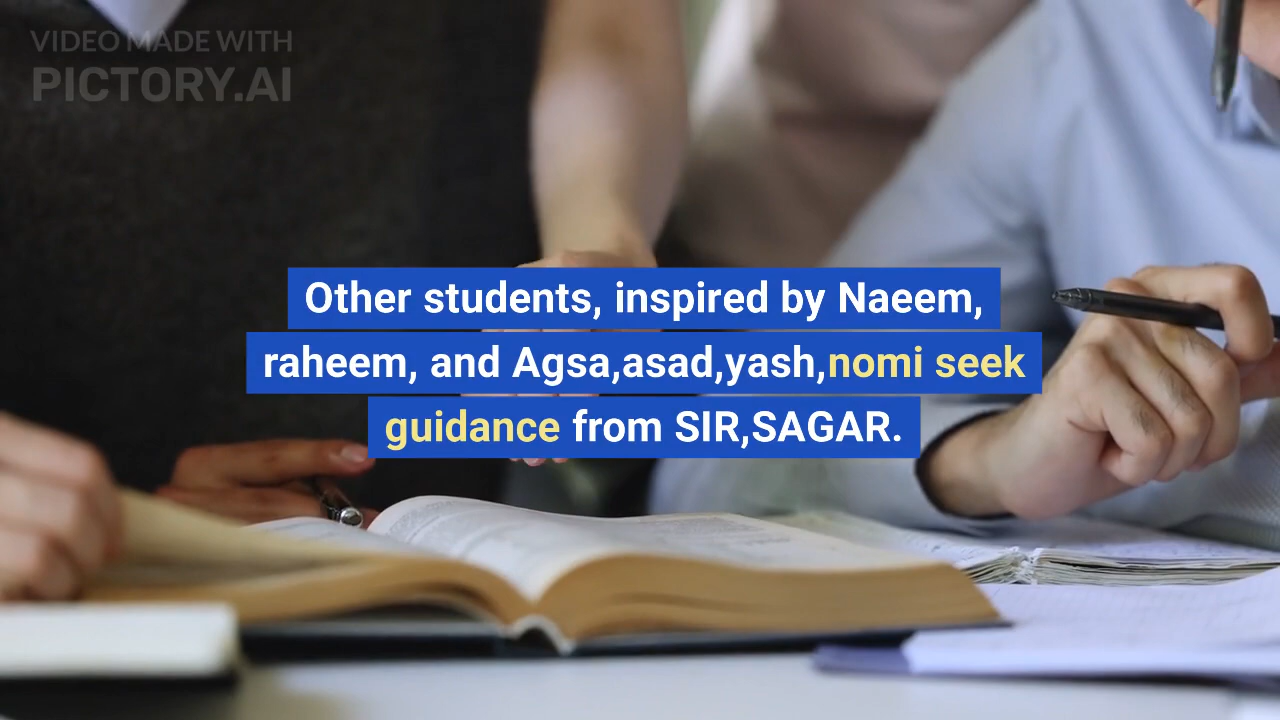 VIDEO MADE WITH
PICTORY.AI
Other students, inspired by Naeem,
raheem, and Agsa,asad,yash,nomi seek
guidance from SIR,SAGAR.